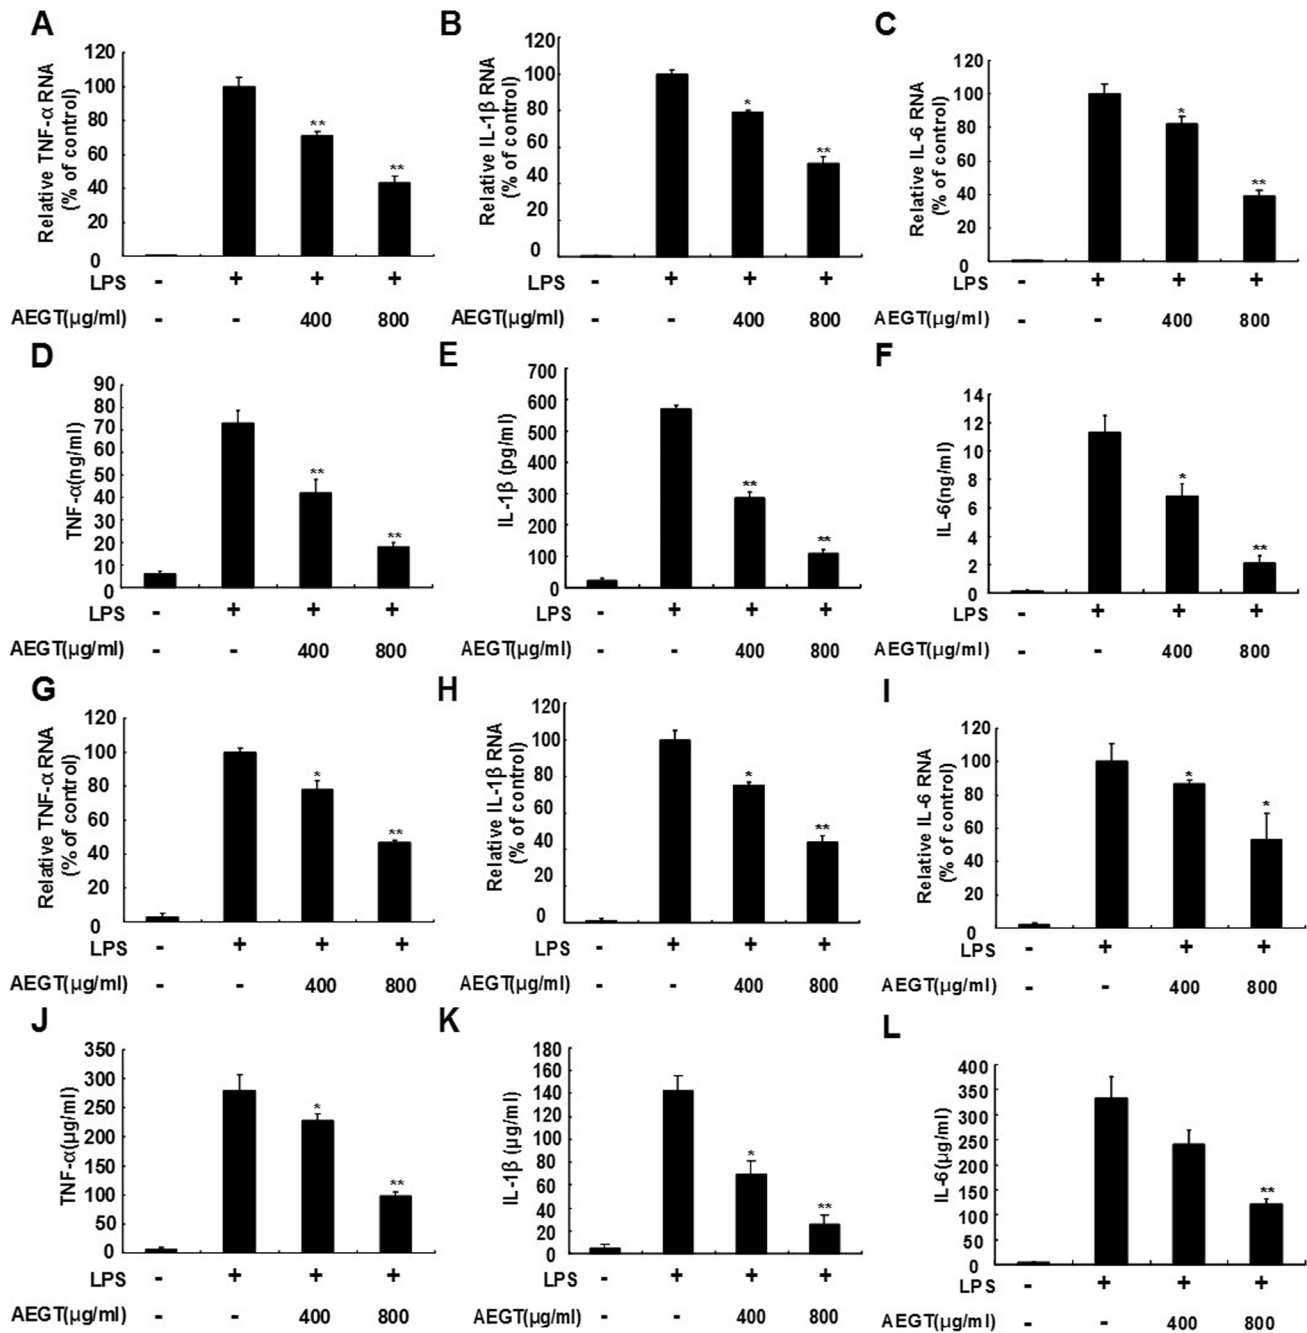 A
Relative TNF-α RNA
(% of control)
120
100
80
60
40
20
0
**
**
LPS - + + +
AEGT(µg/ml) - - 400 800
B
Relative IL-1β RNA
(% of control)
120
100
80
60
40
20
0
*
**
LPS - + + +
AEGT(µg/ml) - - 400 800
C
Relative IL-6 RNA
(% of control)
120
100
80
60
40
20
0
*
**
LPS - + + +
AEGT(µg/ml) - - 400 800
D
TNF-α(ng/ml)
90
80
70
60
50
40
30
20
10
0
**
**
LPS - + + +
AEGT(µg/ml) - - 400 800
E
IL-1β (pg/ml)
700
600
500
400
300
200
100
0
**
**
LPS - + + +
AEGT(µg/ml) - - 400 800
F
IL-6(ng/ml)
14
12
10
8
6
4
2
0
*
**
LPS - + + +
AEGT(µg/ml) - - 400 800
G
Relative TNF-α RNA
(% of control)
120
100
80
60
40
20
0
*
**
LPS - + + +
AEGT(µg/ml) - - 400 800
H
Relative IL-1β RNA
(% of control)
120
100
80
60
40
20
0
*
**
LPS - + + +
AEGT(µg/ml) - - 400 800
I
Relative IL-6 RNA
(% of control)
120
100
80
60
40
20
0
*
*
LPS - + + +
AEGT(µg/ml) - - 400 800
J
TNF-α(µg/ml)
350
300
250
200
150
100
50
0
*
**
LPS - + + +
AEGT(µg/ml) - - 400 800
K
IL-1β (µg/ml)
180
160
140
120
100
80
60
40
20
0
*
**
LPS - + + +
AEGT(µg/ml) - - 400 800
L
IL-6(µg/ml)
400
350
300
250
200
150
100
50
0
**
LPS - + + +
AEGT(µg/ml) - - 400 800